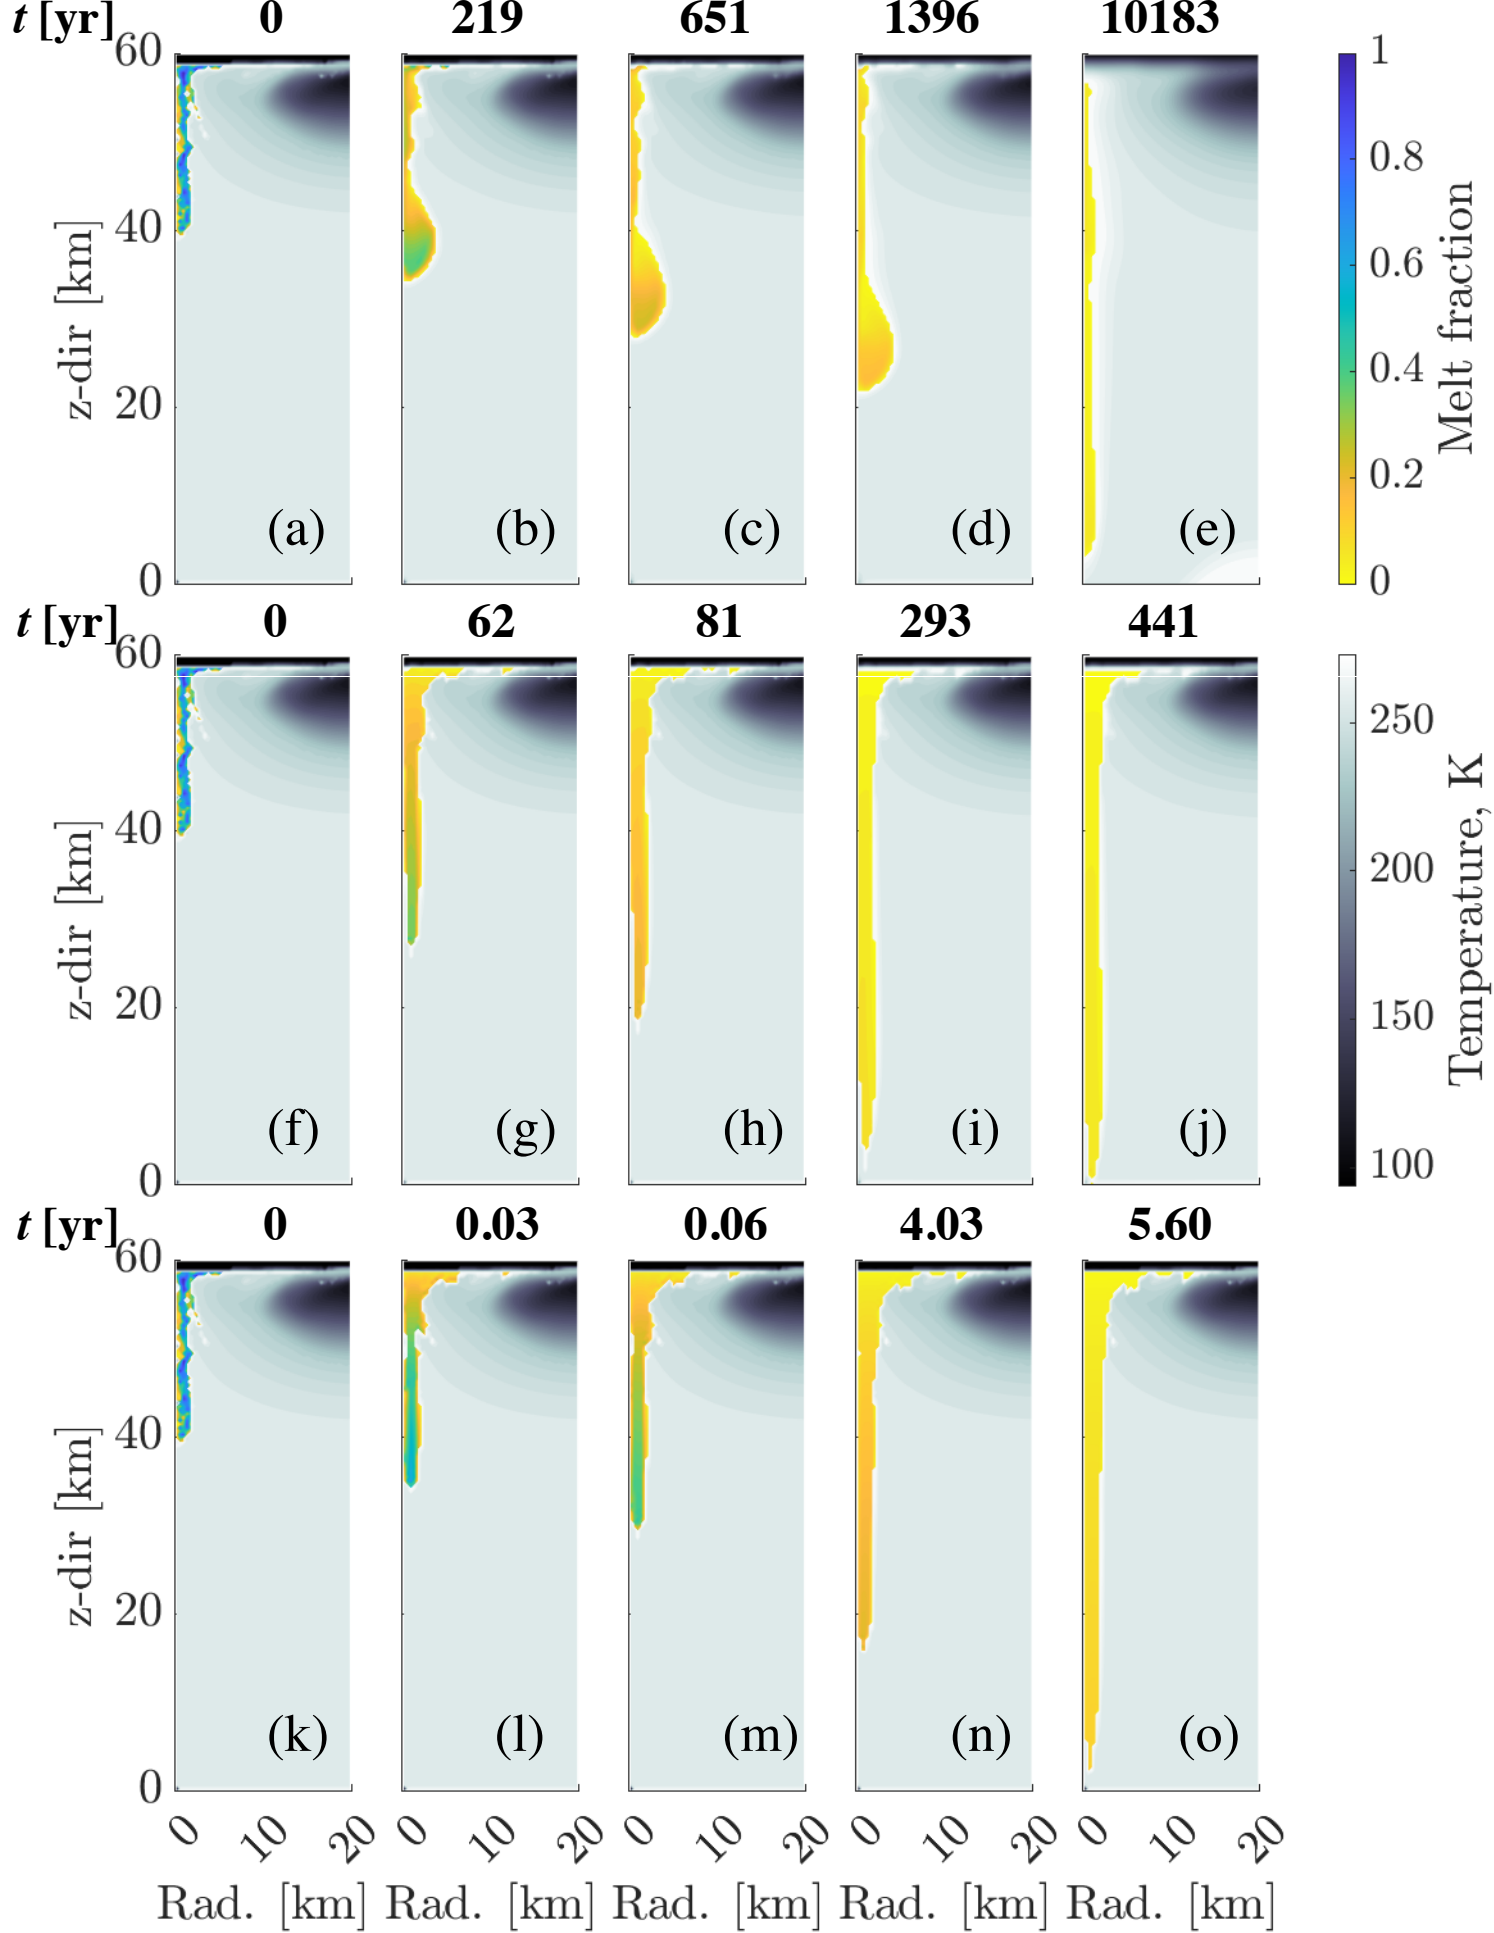 t [yr] 0 219 651 1396 10183
60
40
20
0
z-dir [km]
(a) (b) (c) (d) (e)
1
0.8
0.6
0.4
0.2
0
Melt fraction
t [yr] 0 62 81 293 441
60
40
20
0
z-dir [km]
(f) (g) (h) (i) (j)
250
200
150
100
Temperature, K
t [yr] 0 0.03 0.06 4.03 5.60
60
40
20
0
z-dir [km]
(k) (l) (m) (n) (o)
0 10 20 0 10 20 0 10 20 0 10 20 0 10 20
Rad. [km] Rad. [km] Rad. [km] Rad. [km] Rad. [km]